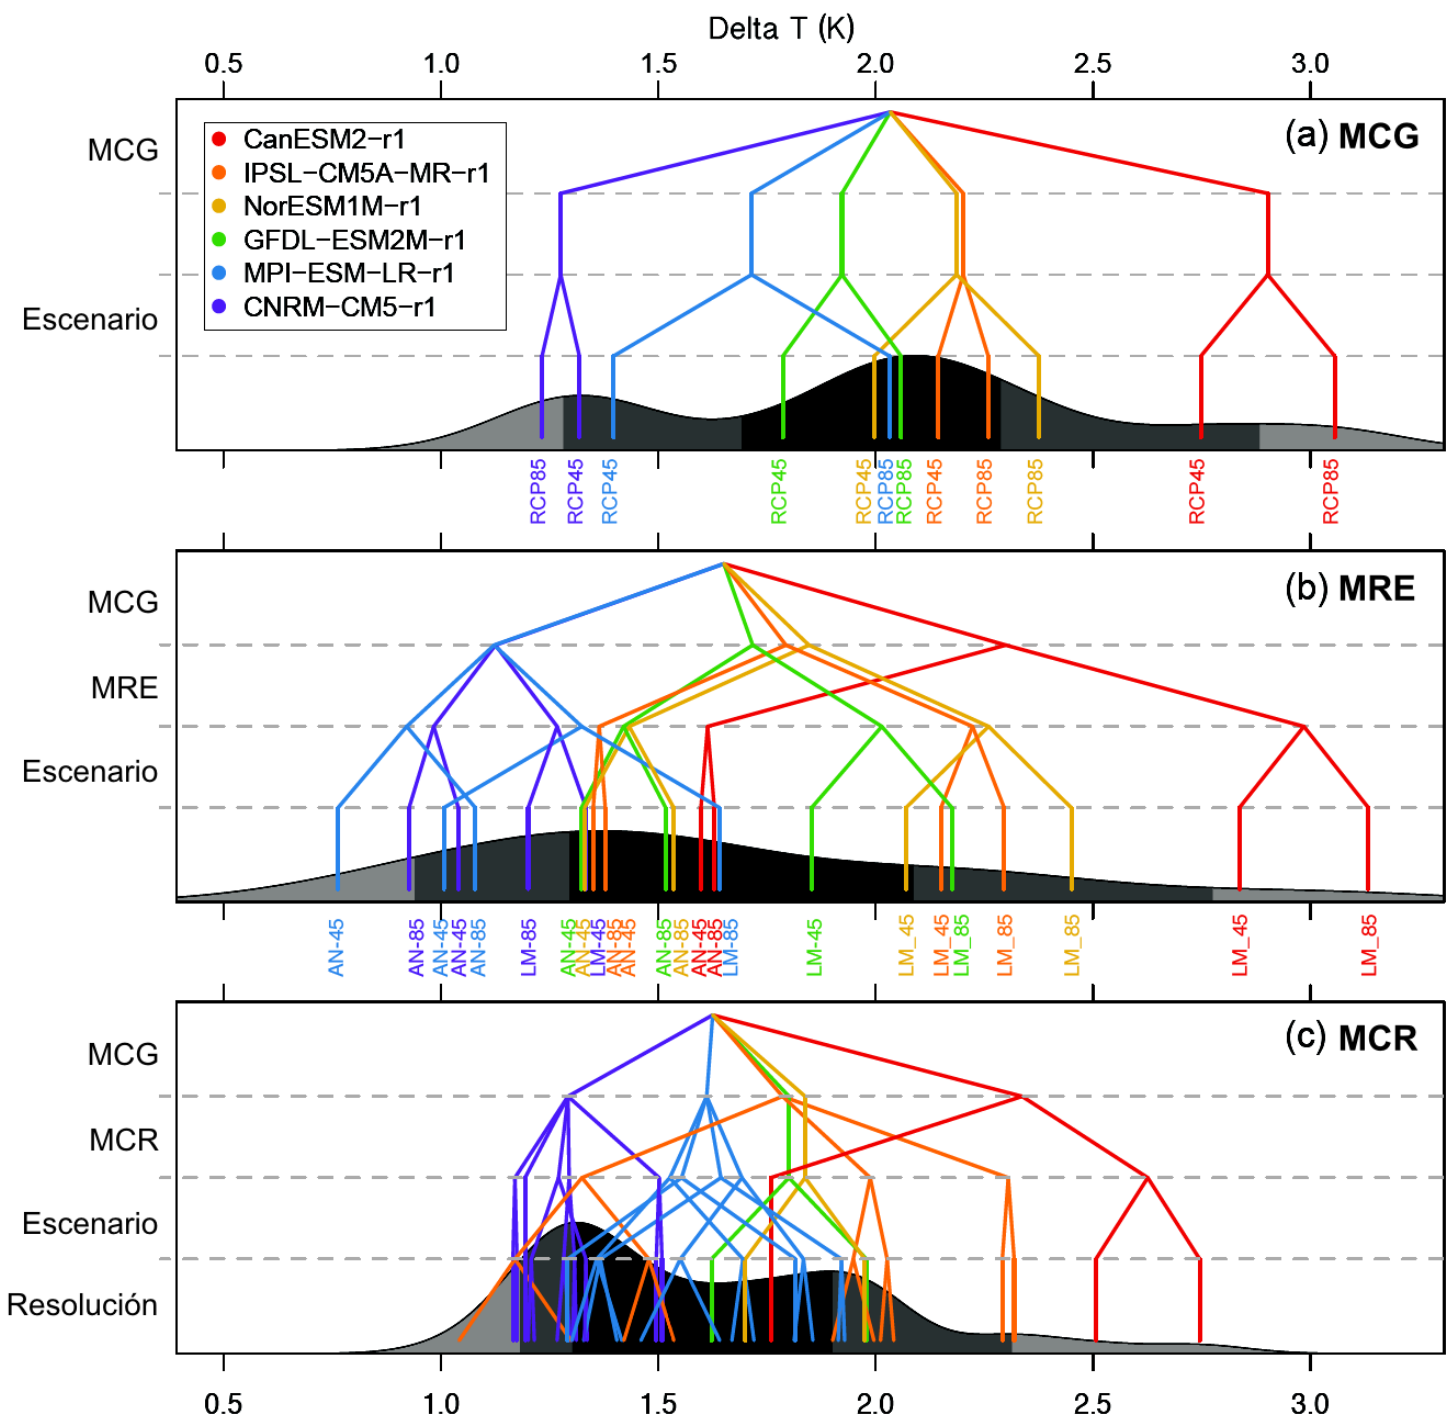 Delta T (K)
0.5 1.0 1.5 2.0 2.5 3.0
(a) MCG
MCG
Escenario
CanESM2−r1
IPSL−CM5A−MR−r1
NorESM1M−r1
GFDL−ESM2M−r1
MPI−ESM−LR−r1
CNRM−CM5−r1
RCP85 RCP45 RCP45 RCP45 RCP45 RCP85 RCP85 RCP45 RCP85 RCP85 RCP45 RCP85
(b) MRE
MCG
MRE
Escenario
AN-45 AN-85 AN-45 AN-45 AN-85 LM-85 AN-45 AN-45 LM-45 AN-85 AN-45 AN-85 AN-85 AN-45 AN-85 LM-85 LM-45 LM_45 LM_45 LM_85 LM_85 LM_85 LM_45 LM_85
(c) MCR
MCG
MCR
Escenario
Resolución
0.5 1.0 1.5 2.0 2.5 3.0